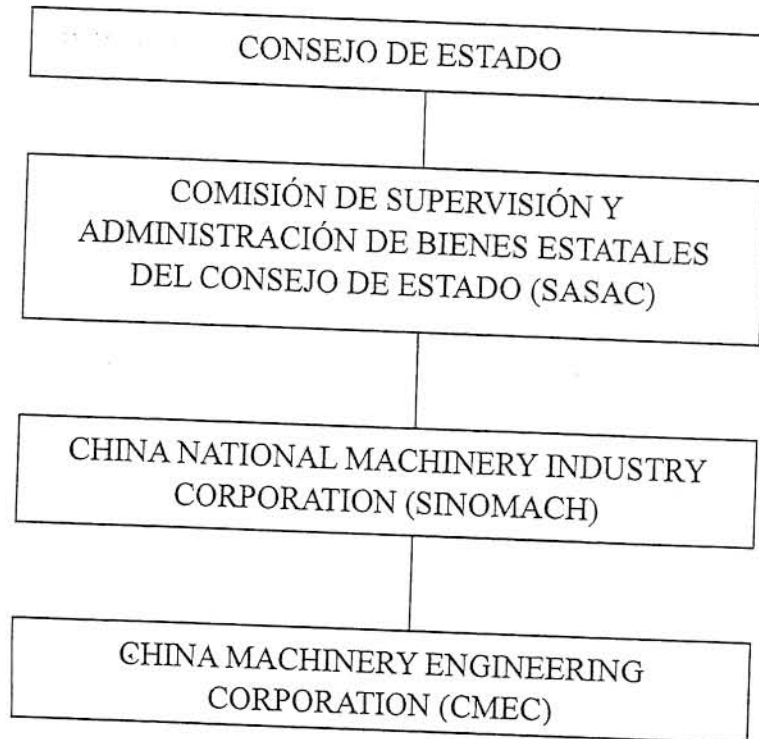 CONSEJO DE ESTADO
COMISIÓN DE SUPERVISIÓN Y
ADMINISTRACIÓN DE BIENES ESTATALES
DEL CONSEJO DE ESTADO (SASAC)
CHINA NATIONAL MACHINERY INDUSTRY
CORPORATION (SINOMACH)
CHINA MACHINERY ENGINEERING
CORPORATION (CMEC)